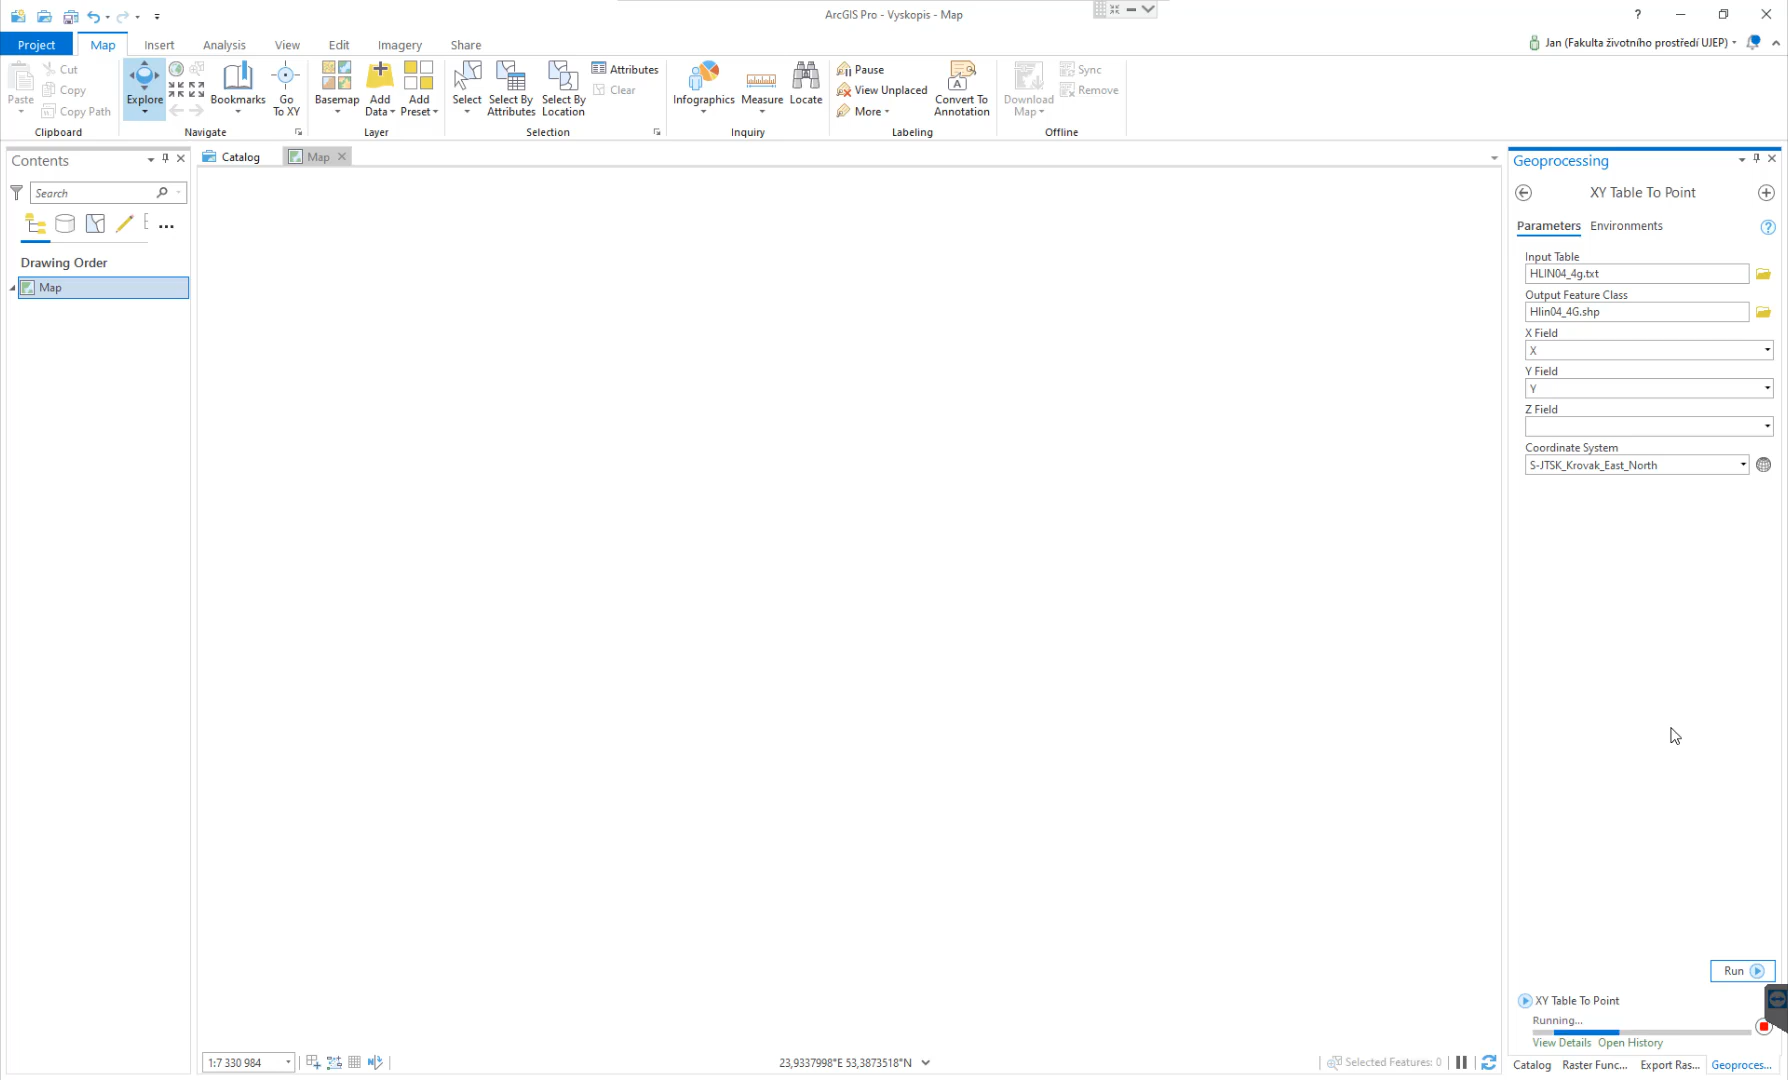 ArcGIS Pro - Vyskopis - Map
?
Project
Map
Insert
Analysis
View
Edit
Imagery
Share
Jan (Fakulta životního prostředí UJEP)
Paste
Cut
Copy
Copy Path
Clipboard
Explore
Bookmarks
Go
To XY
Navigate
Basemap
Add
Data
Add
Preset
Layer
Select
Select By
Attributes
Select By
Location
Attributes
Clear
Selection
Infographics
Measure
Locate
Inquiry
Pause
View Unplaced
More
Convert To
Annotation
Labeling
Download
Map
Sync
Remove
Offline
Contents
Search
Drawing Order
Map
Catalog
Map
Geoprocessing
XY Table To Point
Parameters
Environments
?
Input Table
HLIN04_4g.txt
Output Feature Class
Hlin04_4G.shp
X Field
X
Y Field
Y
Z Field
Coordinate System
S-JTSK_Krovak_East_North
Run
XY Table To Point
Running...
View Details Open History
1:7 330 984
23,9337998°E 53,3873518°N
Selected Features: 0
Catalog
Raster Func...
Export Ras...
Geoproces...